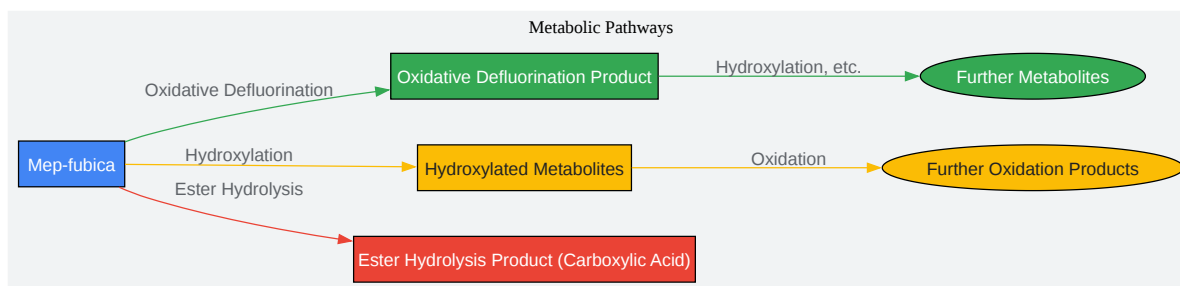 Metabolic Pathways
Oxidative Defluorination
Oxidative Defluorination Product
Hydroxylation, etc.
Further Metabolites
Mep-fubica
Hydroxylation
Hydroxylated Metabolites
Oxidation
Further Oxidation Products
Ester Hydrolysis
Ester Hydrolysis Product (Carboxylic Acid)